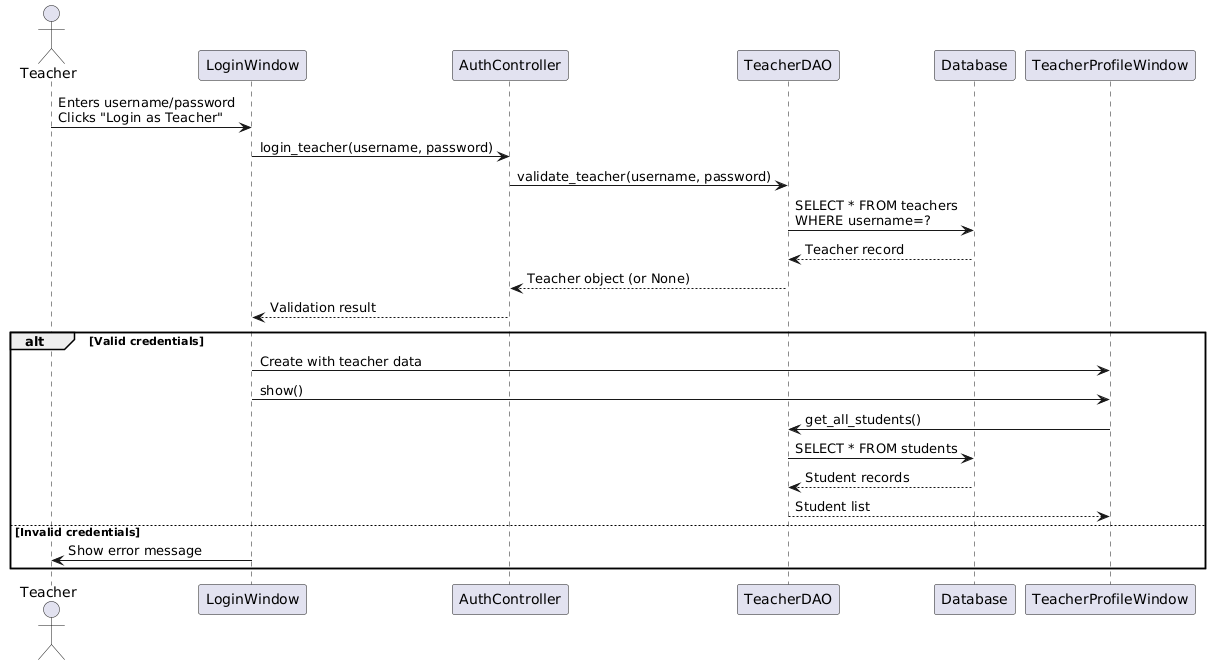 Teacher
LoginWindow
AuthController
TeacherDAO
Database
TeacherProfileWindow
Enters username/password
Clicks "Login as Teacher"
login_teacher(username, password)
validate_teacher(username, password)
SELECT * FROM teachers
WHERE username=?
Teacher record
Teacher object (or None)
Validation result
alt
[Valid credentials]
Create with teacher data
show()
get_all_students()
SELECT * FROM students
Student records
Student list
[Invalid credentials]
Show error message
Teacher
LoginWindow
AuthController
TeacherDAO
Database
TeacherProfileWindow